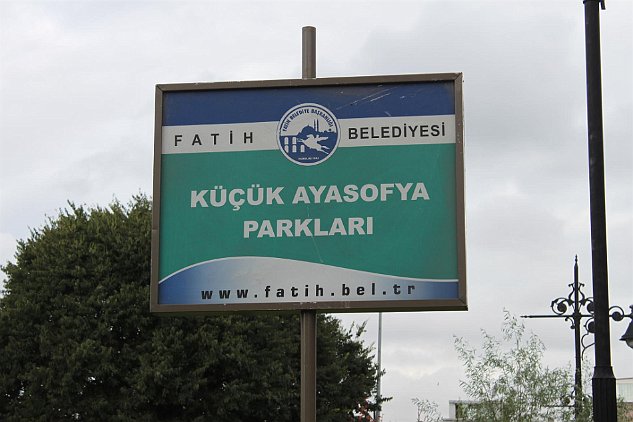 FATİH BELEDİYESİ
KÜÇÜK AYASOFYA
PARKLARI
www.fatih.bel.tr